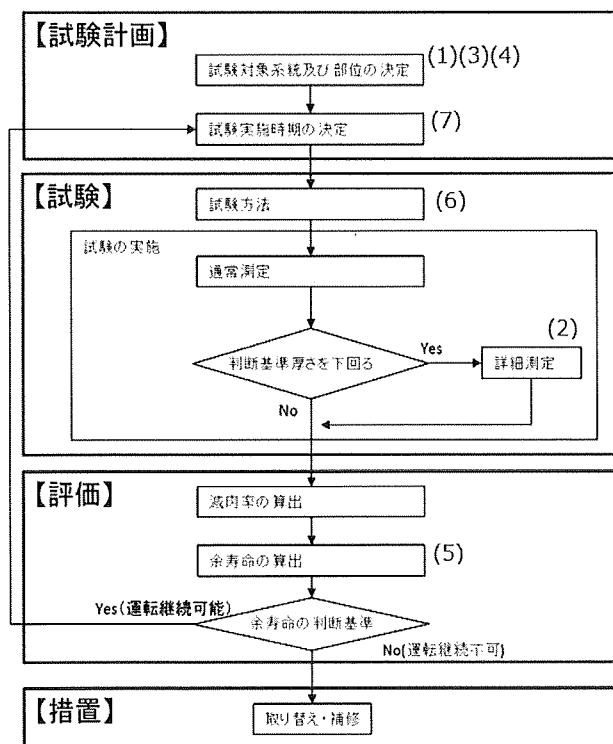 【試験計画】
試験対象系統及び部位の決定 (1)(3)(4)
試験実施時期の決定 (7)
【試験】
試験方法 (6)
試験の実施
通常測定
判断基準厚さを下回る
Yes
(2)
詳細測定
No
【評価】
減肉率の算出
余寿命の算出 (5)
Yes(運転継続可能)
余寿命の判断基準
No(運転継続不可)
【措置】
取り替え・補修